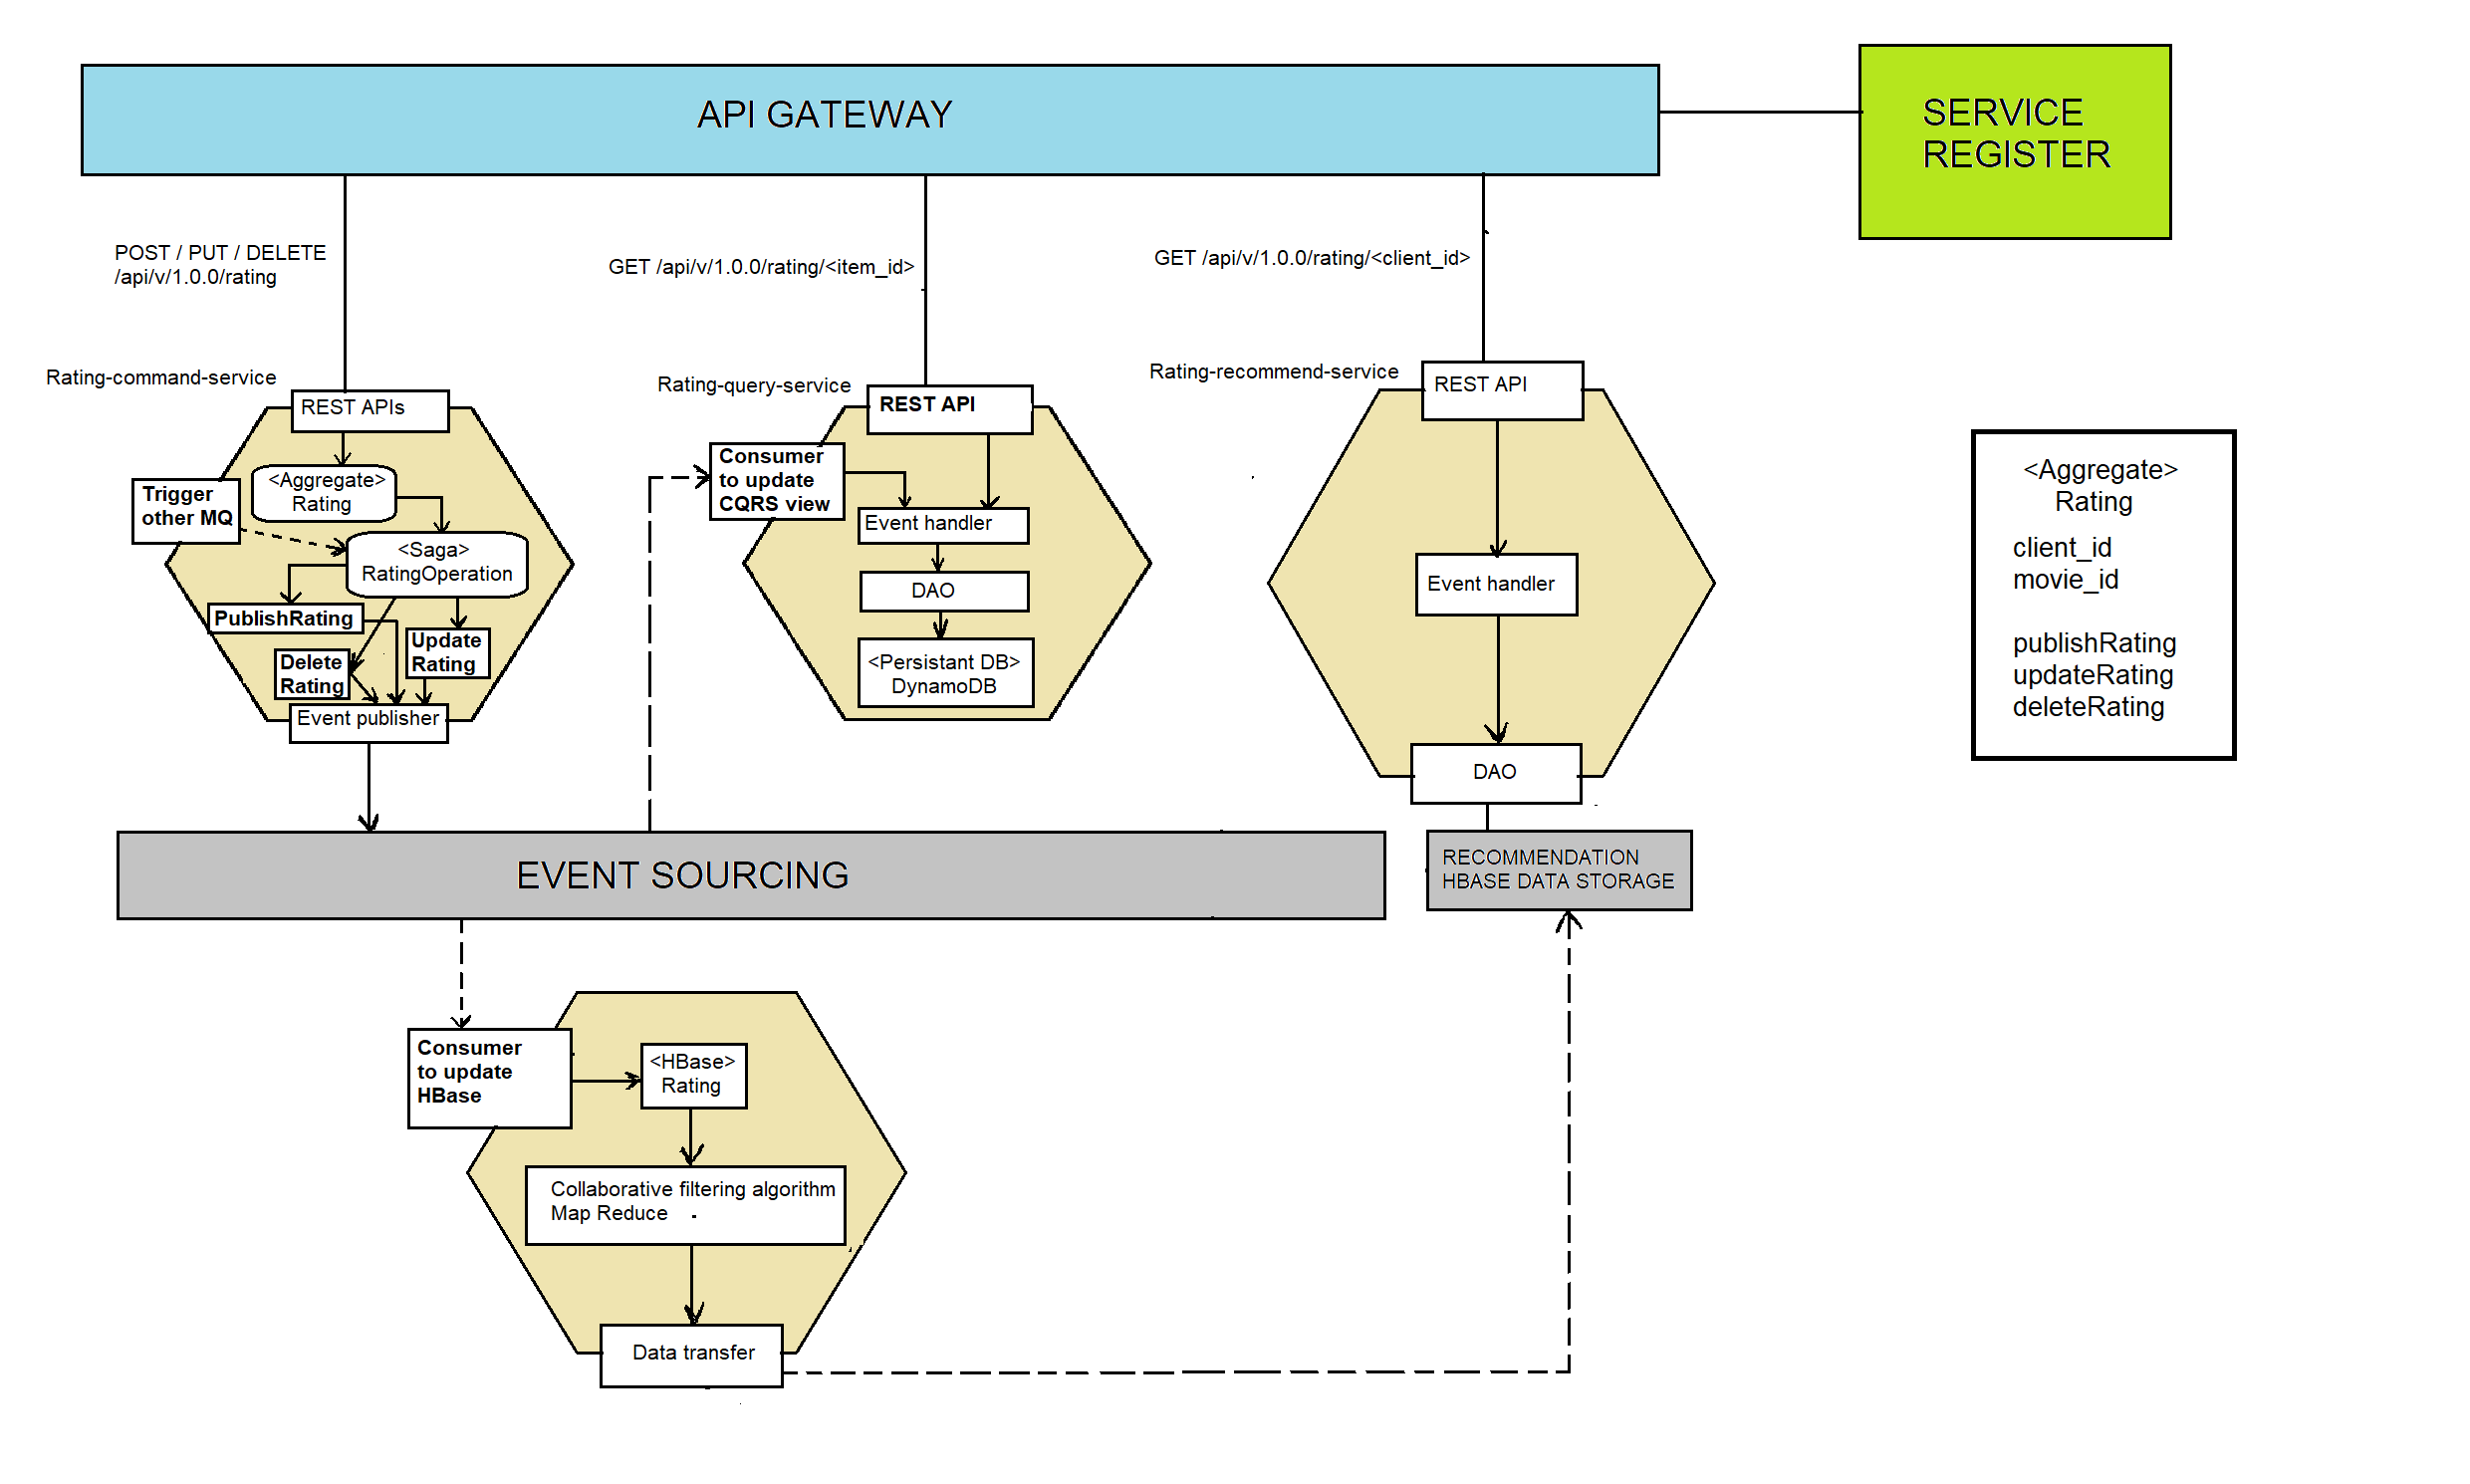 API GATEWAY
SERVICE
REGISTER
POST / PUT / DELETE
/api/v/1.0.0/rating
GET /api/v/1.0.0/rating/<item_id>
GET /api/v/1.0.0/rating/<client_id>
Rating-command-service
REST APIs
<Aggregate>
Rating
Trigger
other MQ
<Saga>
RatingOperation
PublishRating
Delete
Rating
Update
Rating
Event publisher
Rating-query-service
REST API
Consumer
to update
CQRS view
Event handler
DAO
<Persistant DB>
DynamoDB
Rating-recommend-service
REST API
Event handler
DAO
<Aggregate>
Rating
client_id
movie_id
publishRating
updateRating
deleteRating
EVENT SOURCING
RECOMMENDATION
HBASE DATA STORAGE
Consumer
to update
HBase
<HBase>
Rating
Collaborative filtering algorithm
Map Reduce
Data transfer